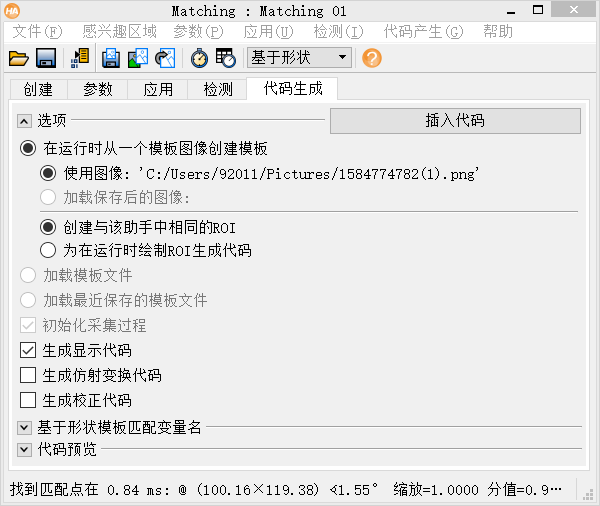 HA Matching : Matching 01
文件(F) 感兴趣区域 参数(P) 应用(U) 检测(I) 代码产生(G) 帮助
基于形状 ?
创建 参数 应用 检测 代码生成
选项 插入代码
在运行时从一个模板图像创建模板
使用图像: 'C:/Users/92011/Pictures/1584774782(1).png'
加载保存后的图像:
创建与该助手中相同的ROI
为在运行时绘制ROI生成代码
加载模板文件
加载最近保存的模板文件
初始化采集过程
生成显示代码
生成仿射变换代码
生成校正代码
基于形状模板匹配变量名
代码预览
找到匹配点在 0.84 ms: @ (100.16×119.38) ∢1.55° 缩放=1.0000 分值=0.9…